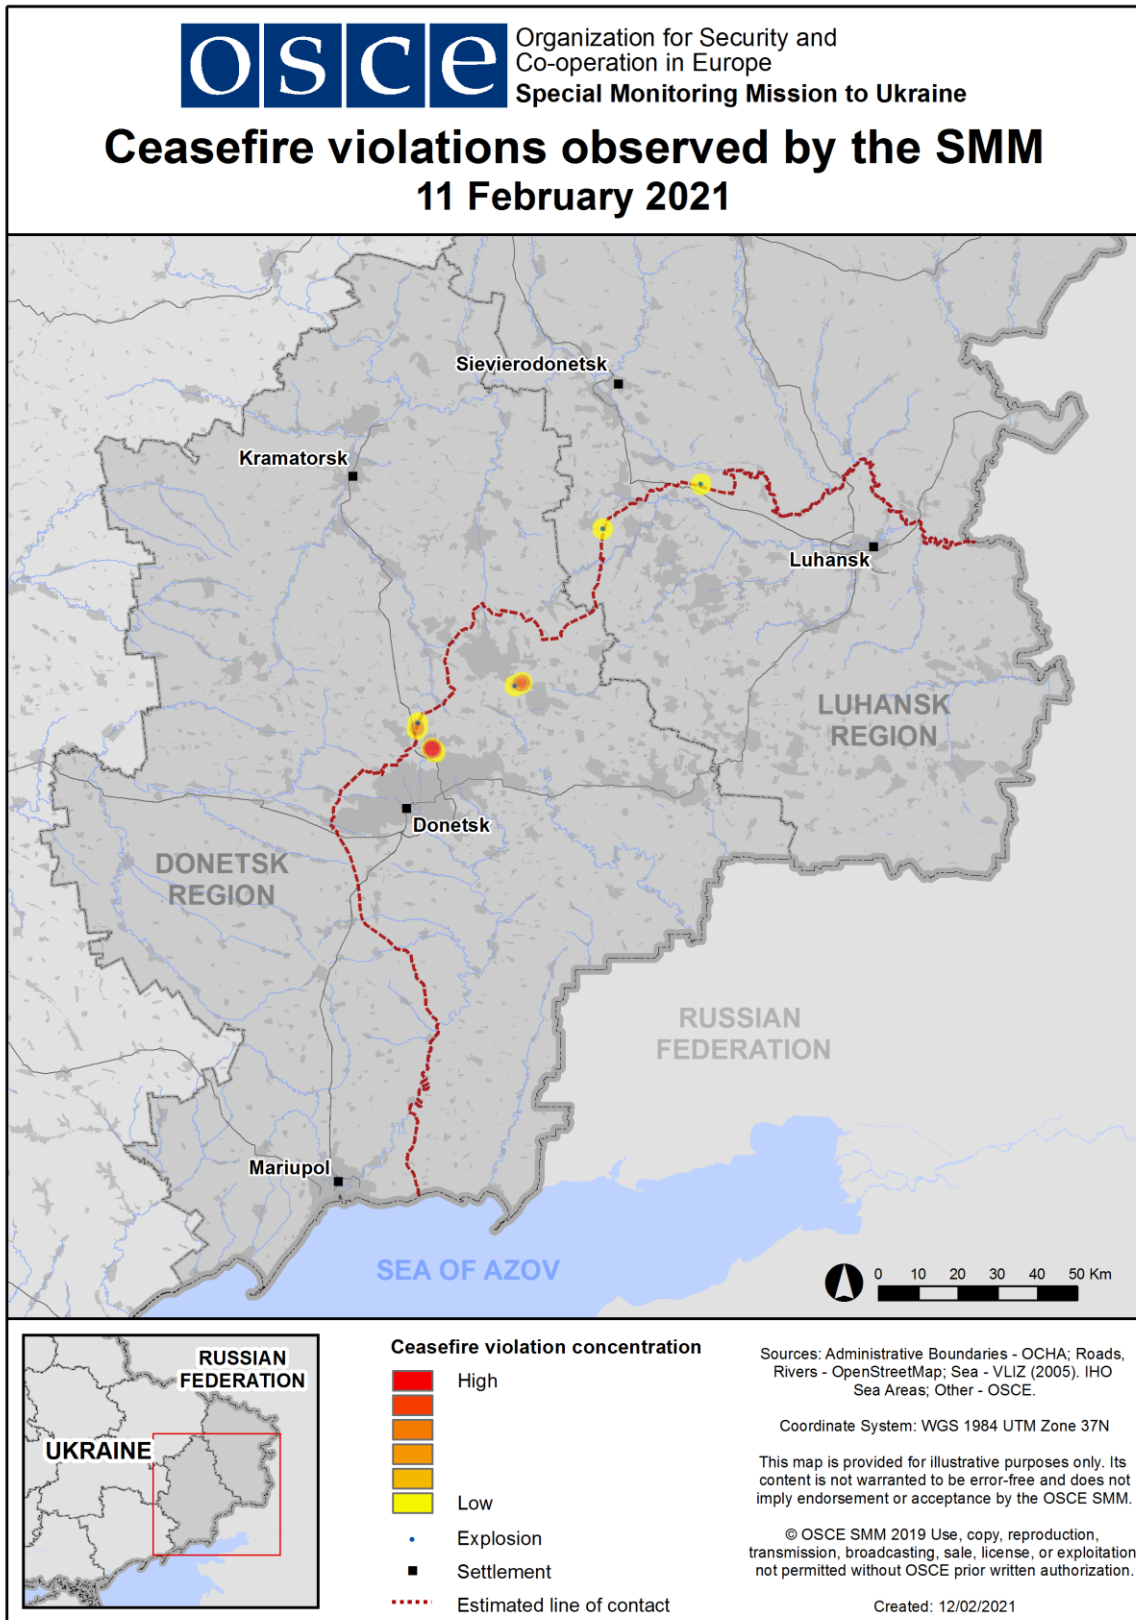 osce
Organization for Security and
Co-operation in Europe
Special Monitoring Mission to Ukraine
Ceasefire violations observed by the SMM
11 February 2021
Sievierodonetsk
Kramatorsk
Luhansk
LUHANSK
REGION
Donetsk
DONETSK
REGION
RUSSIAN
FEDERATION
Mariupol
SEA OF AZOV
0 10 20 30 40 50 Km
RUSSIAN
FEDERATION
UKRAINE
Ceasefire violation concentration
High
Low
Explosion
Settlement
Estimated line of contact
Sources: Administrative Boundaries - OCHA; Roads,
Rivers - OpenStreetMap; Sea - VLIZ (2005). IHO
Sea Areas; Other - OSCE.
Coordinate System: WGS 1984 UTM Zone 37N
This map is provided for illustrative purposes only. Its
content is not warranted to be error-free and does not
imply endorsement or acceptance by the OSCE SMM.
© OSCE SMM 2019 Use, copy, reproduction,
transmission, broadcasting, sale, license, or exploitation
not permitted without OSCE prior written authorization.
Created: 12/02/2021